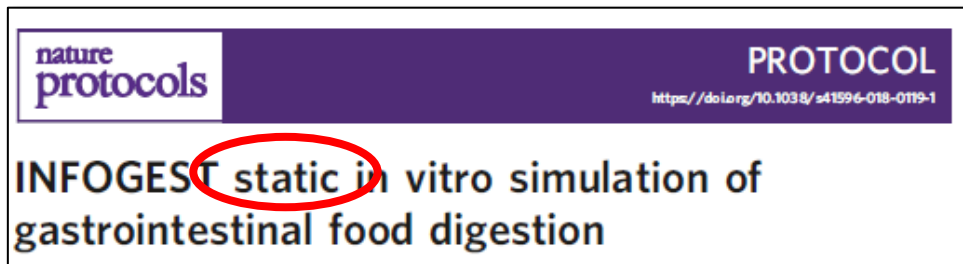 nature
protocols
PROTOCOL
https://doi.org/10.1038/s41596-018-0119-1
INFOGEST static in vitro simulation of
gastrointestinal food digestion